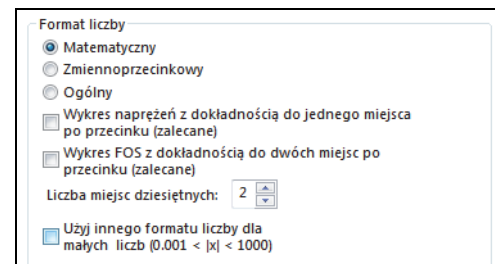 Format liczby
Matematyczny
Zmiennoprzecinkowy
Ogólny
Wykres naprężeń z dokładnością do jednego miejsca
po przecinku (zalecane)
Wykres FOS z dokładnością do dwóch miejsc po
przecinku (zalecane)
Liczba miejsc dziesiętnych: 2
Użyj innego formatu liczby dla
małych liczb (0.001 < |x| < 1000)